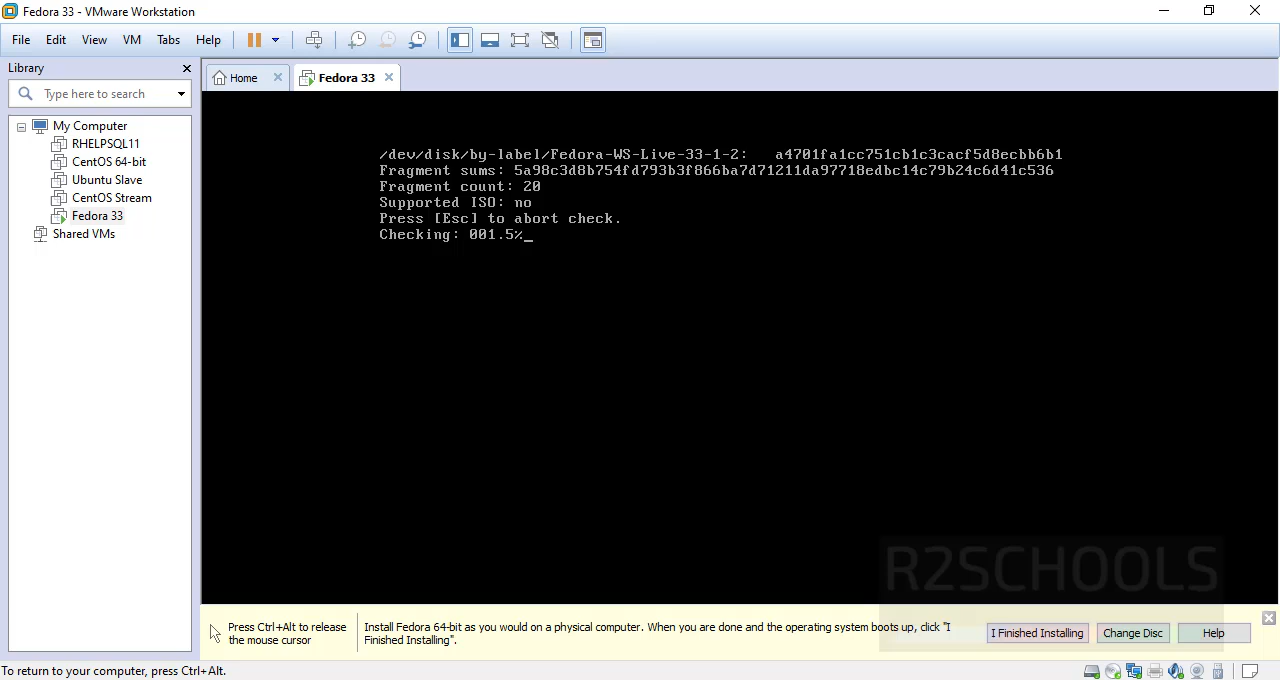 Fedora 33 - VMware Workstation
File Edit View VM Tabs Help
Library
Type here to search
My Computer
RHELPSQL11
CentOS 64-bit
Ubuntu Slave
CentOS Stream
Fedora 33
Shared VMs
Home
Fedora 33
/dev/disk/by-label/Fedora-WS-Live-33-1-2: a4701fa1cc751cb1c3cacf5d8ecbb6b1
Fragment sums: 5a98c3d8b754fd793b3f866ba7d71211da97718edbc14c79b24c6d41c536
Fragment count: 20
Supported ISO: no
Press [Esc] to abort check.
Checking: 001.5%_
R2SCHOOLS
Press Ctrl+Alt to release
the mouse cursor
Install Fedora 64-bit as you would on a physical computer. When you are done and the operating system boots up, click "I
Finished Installing".
I Finished Installing
Change Disc
Help
To return to your computer, press Ctrl+Alt.